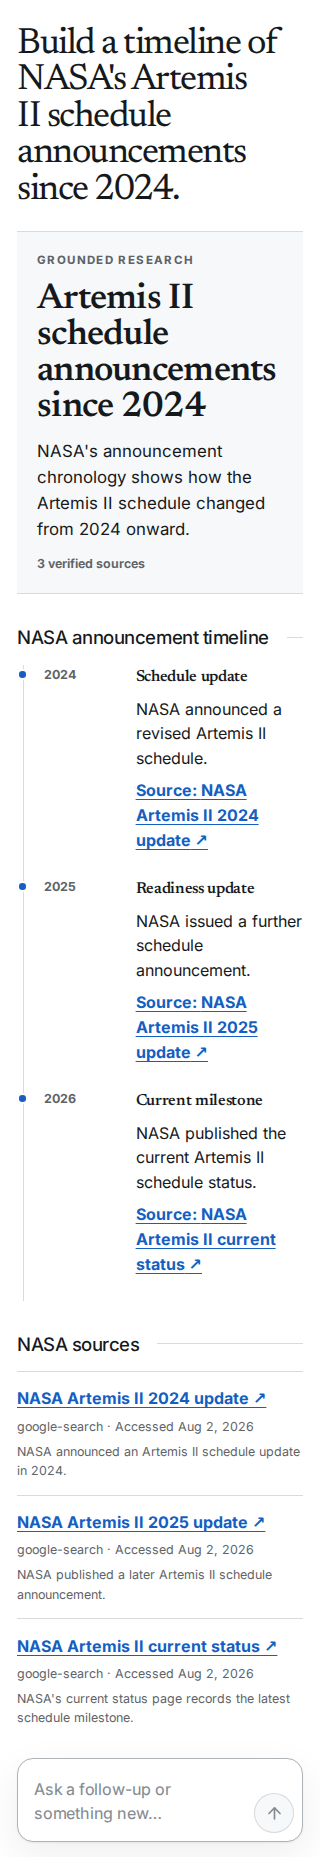 Build a timeline of
NASA's Artemis
II schedule
announcements
since 2024.
GROUNDED RESEARCH
Artemis II
schedule
announcements
since 2024
NASA's announcement
chronology shows how the
Artemis II schedule changed
from 2024 onward.
3 verified sources
NASA announcement timeline
2024
Schedule update
NASA announced a
revised Artemis II
schedule.
Source: NASA
Artemis II 2024
update ↗
2025
Readiness update
NASA issued a further
schedule
announcement.
Source: NASA
Artemis II 2025
update ↗
2026
Current milestone
NASA published the
current Artemis II
schedule status.
Source: NASA
Artemis II current
status ↗
NASA sources
NASA Artemis II 2024 update ↗
google-search · Accessed Aug 2, 2026
NASA announced an Artemis II schedule update
in 2024.
NASA Artemis II 2025 update ↗
google-search · Accessed Aug 2, 2026
NASA published a later Artemis II schedule
announcement.
NASA Artemis II current status ↗
google-search · Accessed Aug 2, 2026
NASA's current status page records the latest
schedule milestone.
Ask a follow-up or
something new...